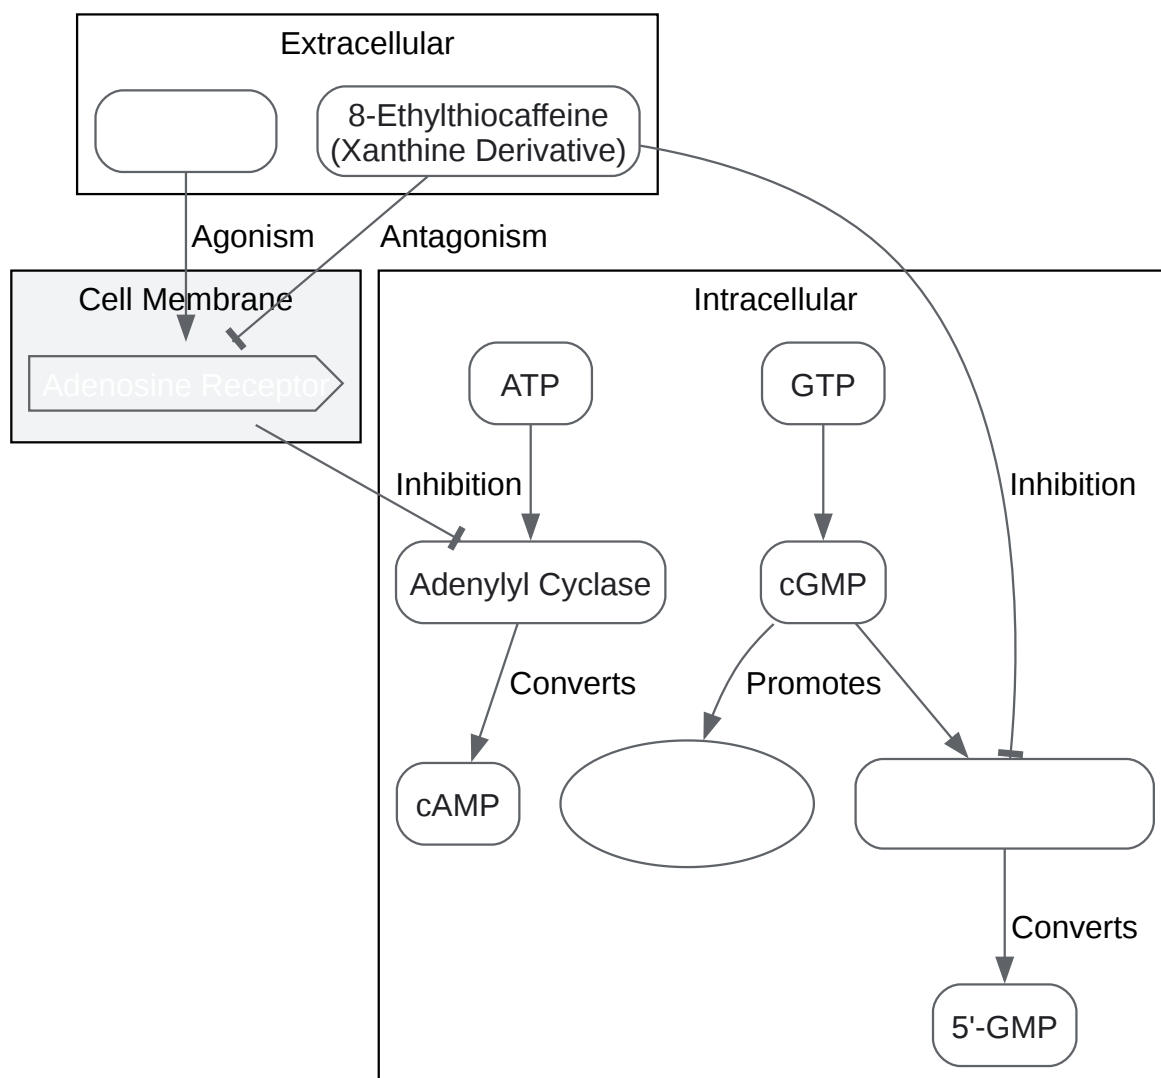 Extracellular
8-Ethylthiocaffeine
(Xanthine Derivative)
Agonism
Antagonism
Cell Membrane
Intracellular
Adenosine Receptor
ATP
GTP
Inhibition
Inhibition
Adenylyl Cyclase
cGMP
Converts
Promotes
cAMP
Converts
5'-GMP